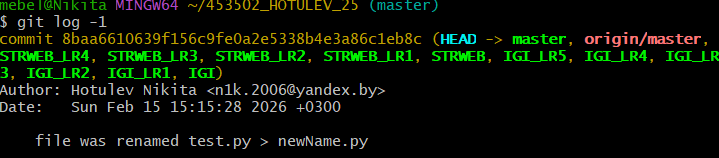 mebel@Nikita MINGW64 ~/453502_HOTULEV_25 (master)
$ git log -1
commit 8baa6610639f156c9fe0a2e5338b4e3a86c1eb8c (HEAD -> master, origin/master,
STRWEB_LR4, STRWEB_LR3, STRWEB_LR2, STRWEB_LR1, STRWEB, IGI_LR5, IGI_LR4, IGI_LR
3, IGI_LR2, IGI_LR1, IGI)
Author: Hotulev Nikita <n1k.2006@yandex.by>
Date:   Sun Feb 15 15:15:28 2026 +0300
    file was renamed test.py > newName.py